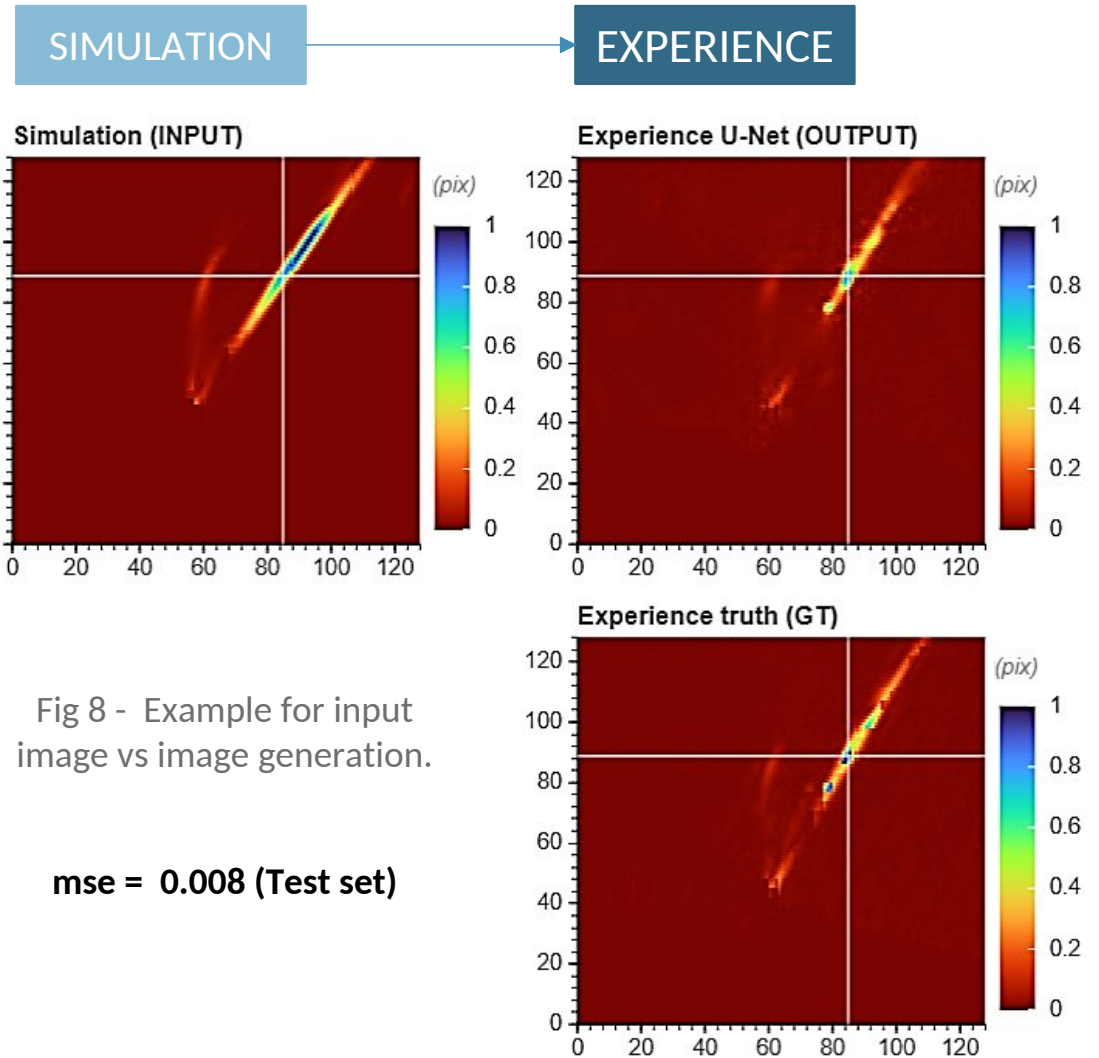 SIMULATION
EXPERIENCE
Simulation (INPUT)
(pix)
1
0.8
0.6
0.4
0.2
0
0 20 40 60 80 100 120
Experience U-Net (OUTPUT)
120
100
80
60
40
20
0
0 20 40 60 80 100 120
(pix)
1
0.8
0.6
0.4
0.2
0
Fig 8 - Example for input
image vs image generation.
mse = 0.008 (Test set)
Experience truth (GT)
120
100
80
60
40
20
0
0 20 40 60 80 100 120
(pix)
1
0.8
0.6
0.4
0.2
0